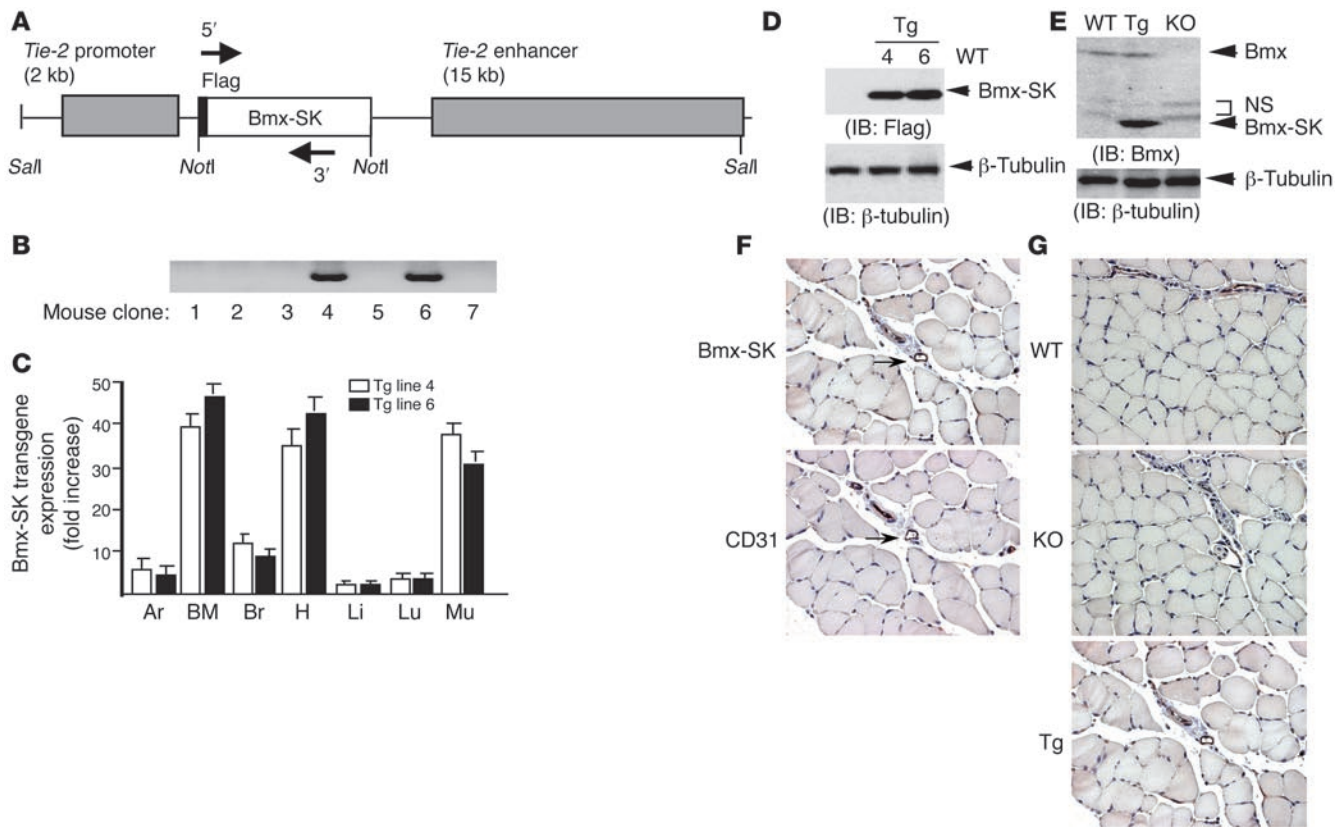 A
5′
Tie-2 promoter
(2 kb)
Flag
Bmx-SK
Tie-2 enhancer
(15 kb)
SalI
NotI
NotI
3′
SalI
B
Mouse clone: 1 2 3 4 5 6 7
C
Bmx-SK transgene
expression
(fold increase)
50
40
30
20
10
Tg line 4
Tg line 6
Ar BM Br H Li Lu Mu
D
Tg
4 6 WT
Bmx-SK
(IB: Flag)
β-Tubulin
(IB: β-tubulin)
E
WT Tg KO
Bmx
NS
Bmx-SK
(IB: Bmx)
β-Tubulin
(IB: β-tubulin)
F
Bmx-SK
CD31
G
WT
KO
Tg